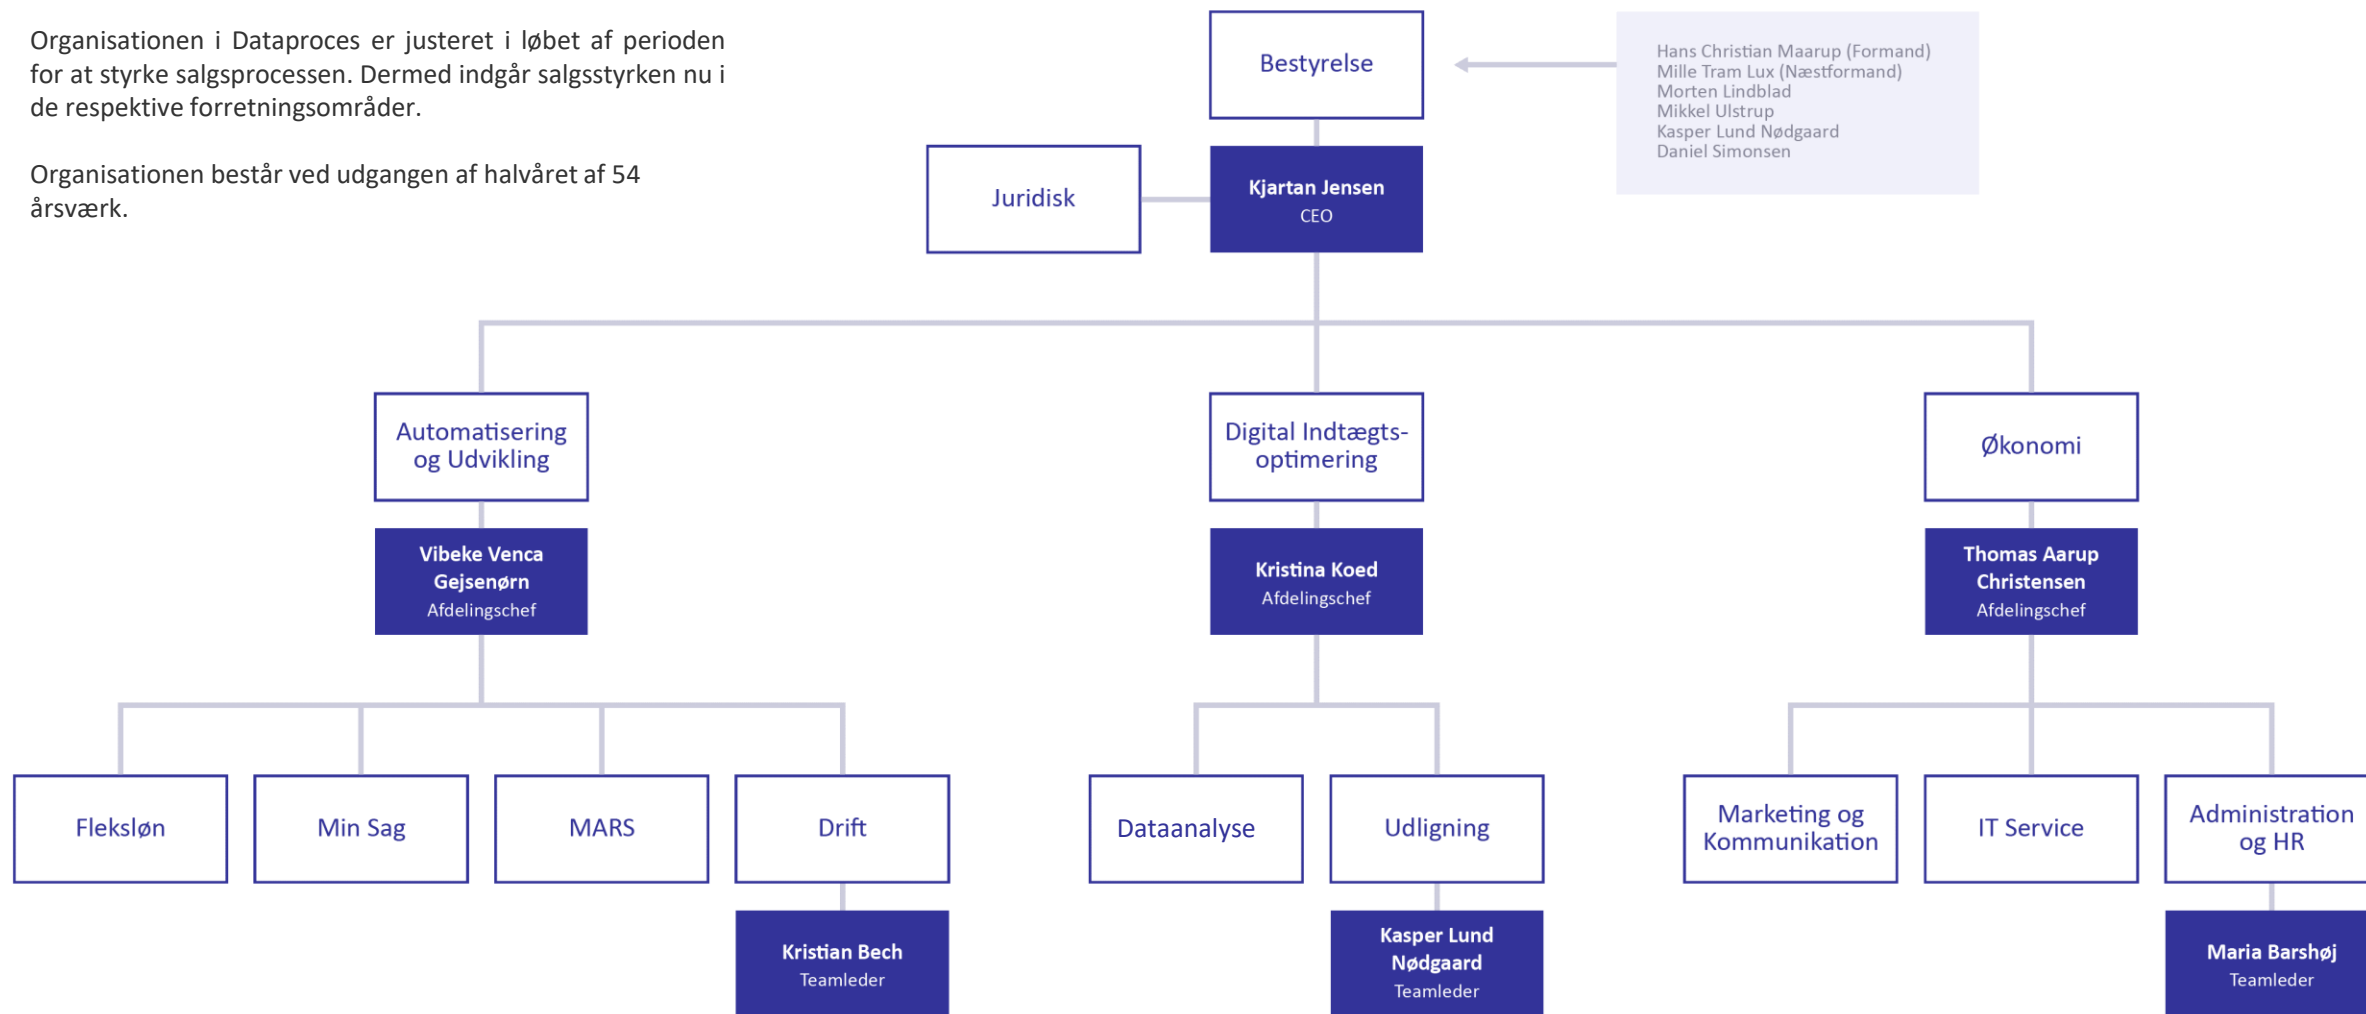 Organisationen i Dataproces er justeret i løbet af perioden
for at styrke salgsprocessen. Dermed indgår salgsstyrken nu i
de respektive forretningsområder.
Organisationen består ved udgangen af halvåret af 54
årsværk.
Bestyrelse
Hans Christian Maarup (Formand)
Mille Tram Lux (Næstformand)
Morten Lindblad
Mikkel Ulstrup
Kasper Lund Nødgaard
Daniel Simonsen
Juridisk
Kjartan Jensen
CEO
Automatisering
og Udvikling
Digital Indtægts-
optimering
Økonomi
Vibeke Venca
Gejsenørn
Afdelingschef
Kristina Koed
Afdelingschef
Thomas Aarup
Christensen
Afdelingschef
Fleksløn
Min Sag
MARS
Drift
Dataanalyse
Udligning
Marketing og
Kommunikation
IT Service
Administration
og HR
Kristian Bech
Teamleder
Kasper Lund
Nødgaard
Teamleder
Maria Barshøj
Teamleder